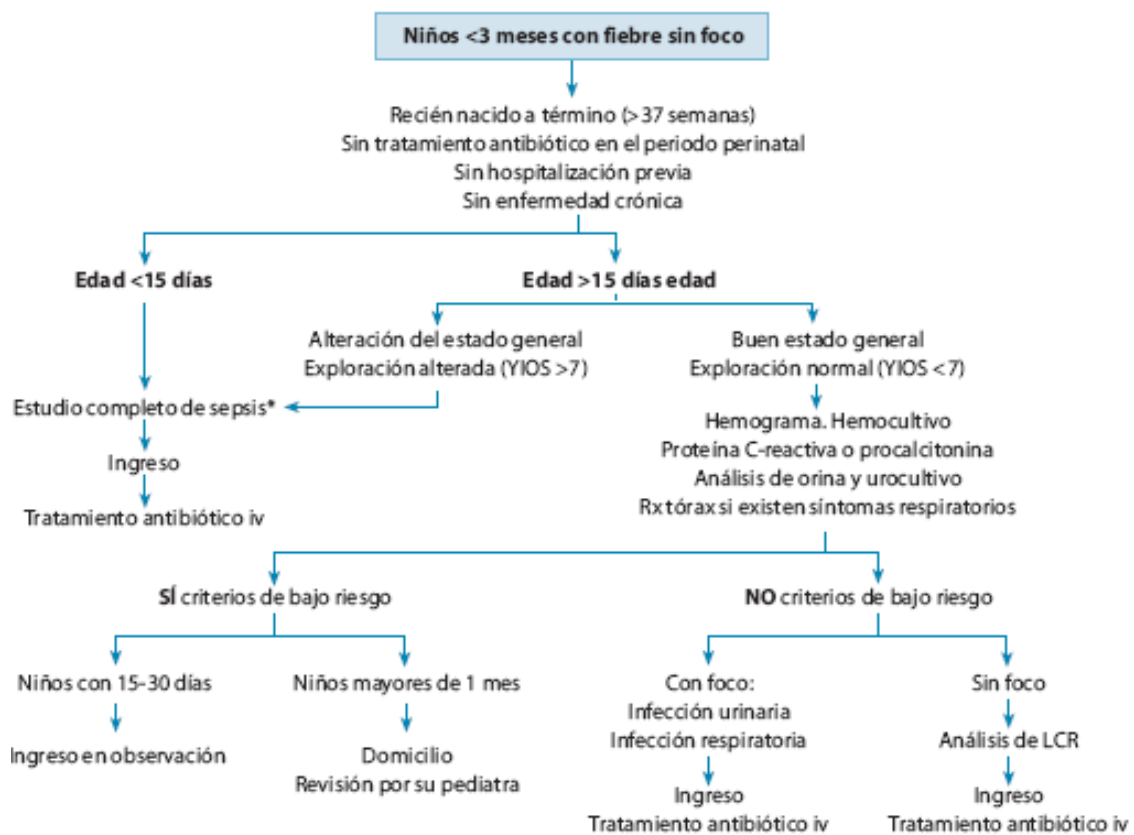 Niños <3 meses con fiebre sin foco
Recién nacido a término (>37 semanas)
Sin tratamiento antibiótico en el periodo perinatal
Sin hospitalización previa
Sin enfermedad crónica
Edad <15 días
Edad >15 días edad
Alteración del estado general
Exploración alterada (YIOS >7)
Buen estado general
Exploración normal (YIOS <7)
Estudio completo de sepsis*
Ingreso
Tratamiento antibiótico iv
Hemograma. Hemocultivo
Proteína C-reactiva o procalcitonina
Análisis de orina y urocultivo
Rx tórax si existen síntomas respiratorios
SÍ criterios de bajo riesgo
NO criterios de bajo riesgo
Niños con 15-30 días
Ingreso en observación
Niños mayores de 1 mes
Domicilio
Revisión por su pediatra
Con foco:
Infección urinaria
Infección respiratoria
Ingreso
Tratamiento antibiótico iv
Sin foco
Análisis de LCR
Ingreso
Tratamiento antibiótico iv